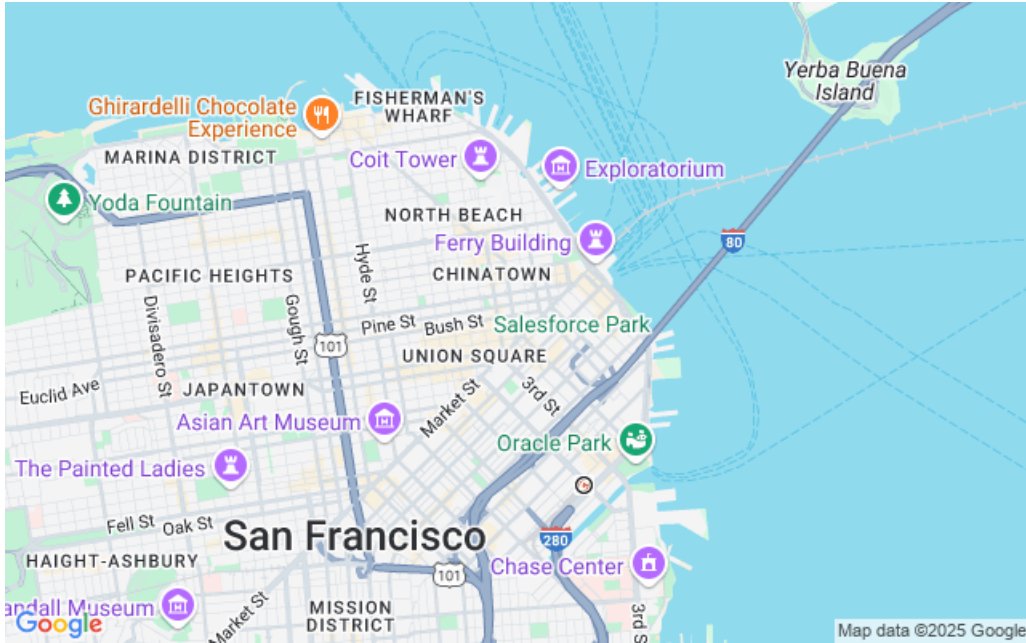 Yerba Buena
Island
FISHERMAN'S
WHARF
Ghirardelli Chocolate
Experience
MARINA DISTRICT
Coit Tower
Exploratorium
Yoda Fountain
NORTH BEACH
Ferry Building
80
Hyde St
PACIFIC HEIGHTS
CHINATOWN
Divisadero St
Gough St
Pine St
Bush St
Salesforce Park
101
UNION SQUARE
Euclid Ave
JAPANTOWN
Market St
3rd St
Asian Art Museum
Oracle Park
The Painted Ladies
Fell St
Oak St
San Francisco
280
HAIGHT-ASHBURY
Chase Center
101
andall Museum
Market St
MISSION
DISTRICT
3rd S
Google
Map data ©2025 Google